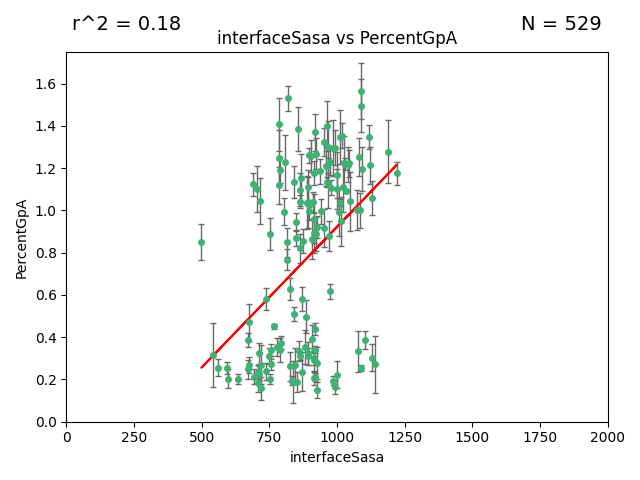 r^2 = 0.18
N = 529
interfaceSasa vs PercentGpA
PercentGpA
1.6
1.4
1.2
1.0
0.8
0.6
0.4
0.2
0.0
0 250 500 750 1000 1250 1500 1750 2000
interfaceSasa